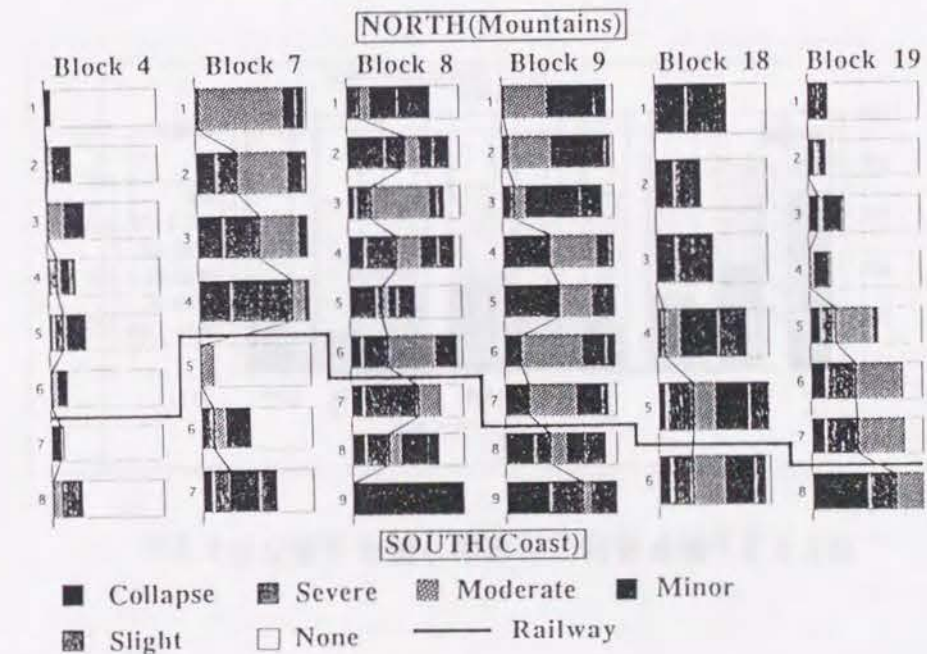 NORTH(Mountains)
Block 4 Block 7 Block 8 Block 9 Block 18 Block 19
1 2 3 4 5 6 7 8
1 2 3 4 5 6 7
1 2 3 4 5 6 7 8 9
1 2 3 4 5 6 7 8 9
1 2 3 4 5 6
1 2 3 4 5 6 7 8
SOUTH(Coast)
Collapse Severe Moderate Minor
Slight None Railway